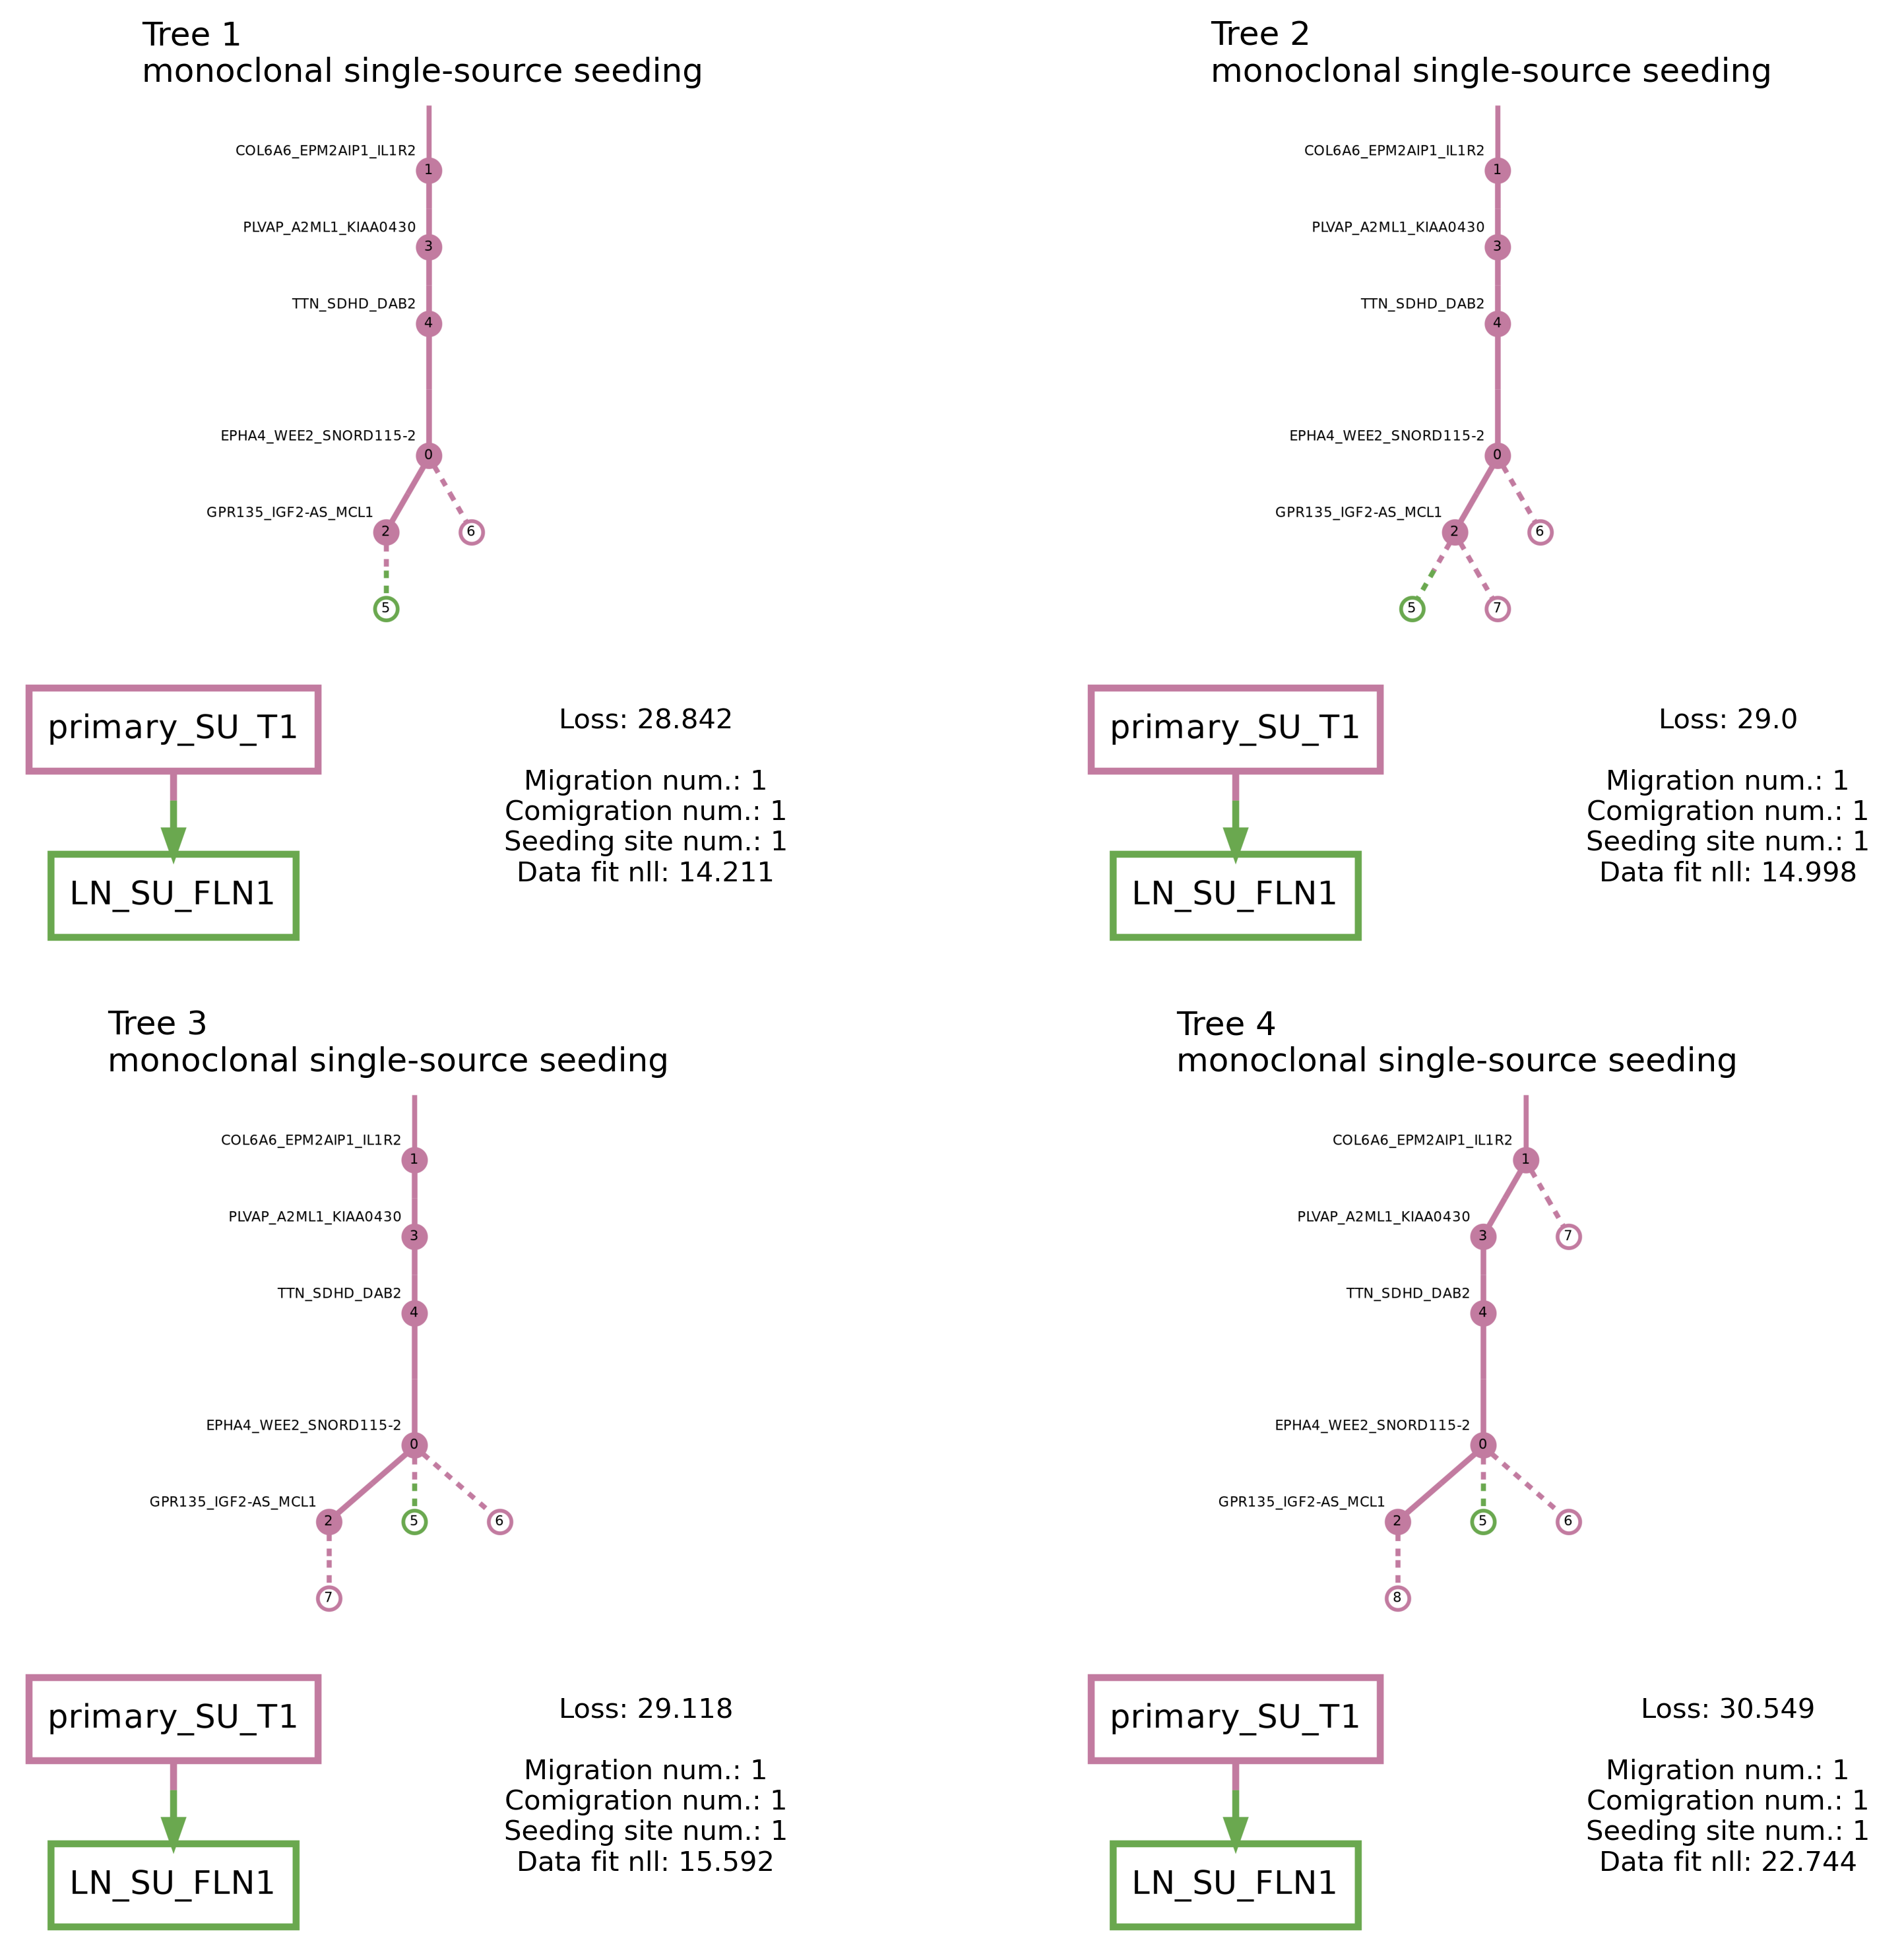 Tree 1
monoclonal single-source seeding
COL6A6_EPM2AIP1_IL1R2
1
PLVAP_A2ML1_KIAA0430
3
TTN_SDHD_DAB2
4
EPHA4_WEE2_SNORD115-2
0
GPR135_IGF2-AS_MCL1
2
6
5
primary_SU_T1
LN_SU_FLN1
Loss: 28.842
Migration num.: 1
Comigration num.: 1
Seeding site num.: 1
Data fit nll: 14.211
Tree 2
monoclonal single-source seeding
COL6A6_EPM2AIP1_IL1R2
1
PLVAP_A2ML1_KIAA0430
3
TTN_SDHD_DAB2
4
EPHA4_WEE2_SNORD115-2
0
GPR135_IGF2-AS_MCL1
2
6
5
7
primary_SU_T1
LN_SU_FLN1
Loss: 29.0
Migration num.: 1
Comigration num.: 1
Seeding site num.: 1
Data fit nll: 14.998
Tree 3
monoclonal single-source seeding
COL6A6_EPM2AIP1_IL1R2
1
PLVAP_A2ML1_KIAA0430
3
TTN_SDHD_DAB2
4
EPHA4_WEE2_SNORD115-2
0
GPR135_IGF2-AS_MCL1
2
5
6
7
primary_SU_T1
LN_SU_FLN1
Loss: 29.118
Migration num.: 1
Comigration num.: 1
Seeding site num.: 1
Data fit nll: 15.592
Tree 4
monoclonal single-source seeding
COL6A6_EPM2AIP1_IL1R2
1
PLVAP_A2ML1_KIAA0430
3
7
TTN_SDHD_DAB2
4
EPHA4_WEE2_SNORD115-2
0
GPR135_IGF2-AS_MCL1
2
5
6
8
primary_SU_T1
LN_SU_FLN1
Loss: 30.549
Migration num.: 1
Comigration num.: 1
Seeding site num.: 1
Data fit nll: 22.744